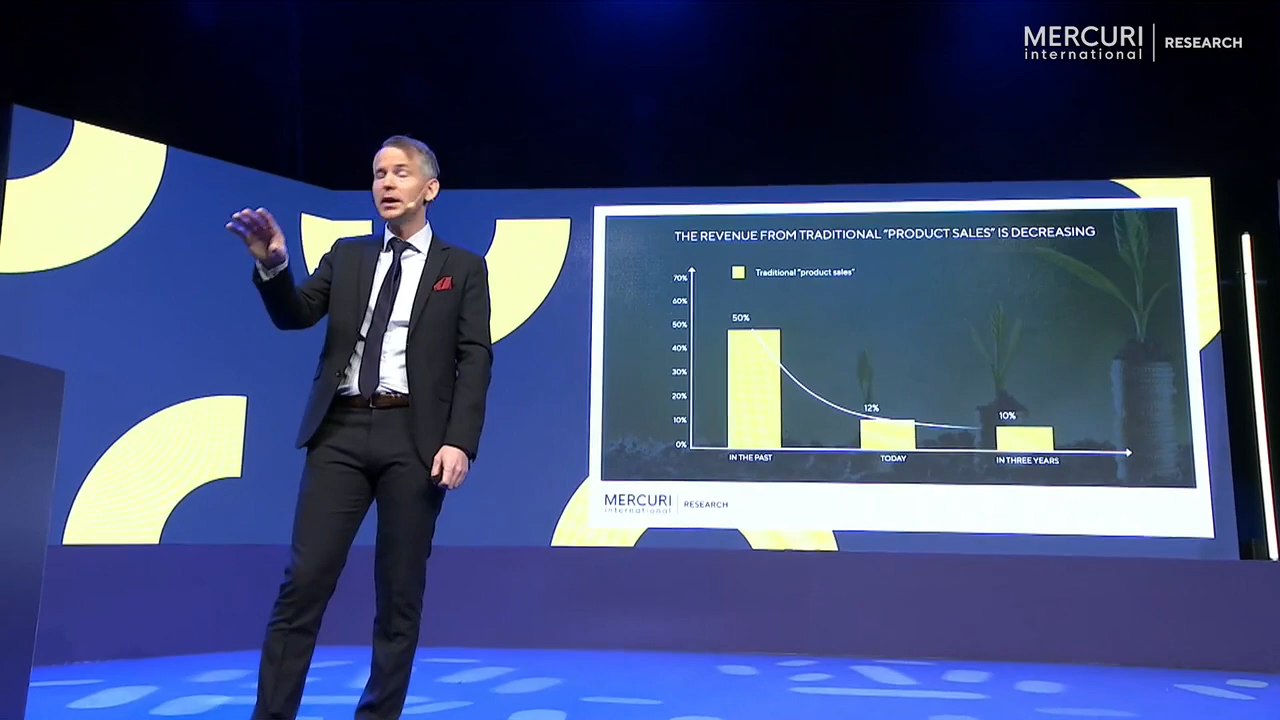 MERCURI
international
RESEARCH
THE REVENUE FROM TRADITIONAL "PRODUCT SALES" IS DECREASING
Traditional "product sales"
70%
60%
50%
40%
30%
20%
10%
0%
50%
12%
10%
IN THE PAST
TODAY
IN THREE YEARS
MERCURI
international
RESEARCH